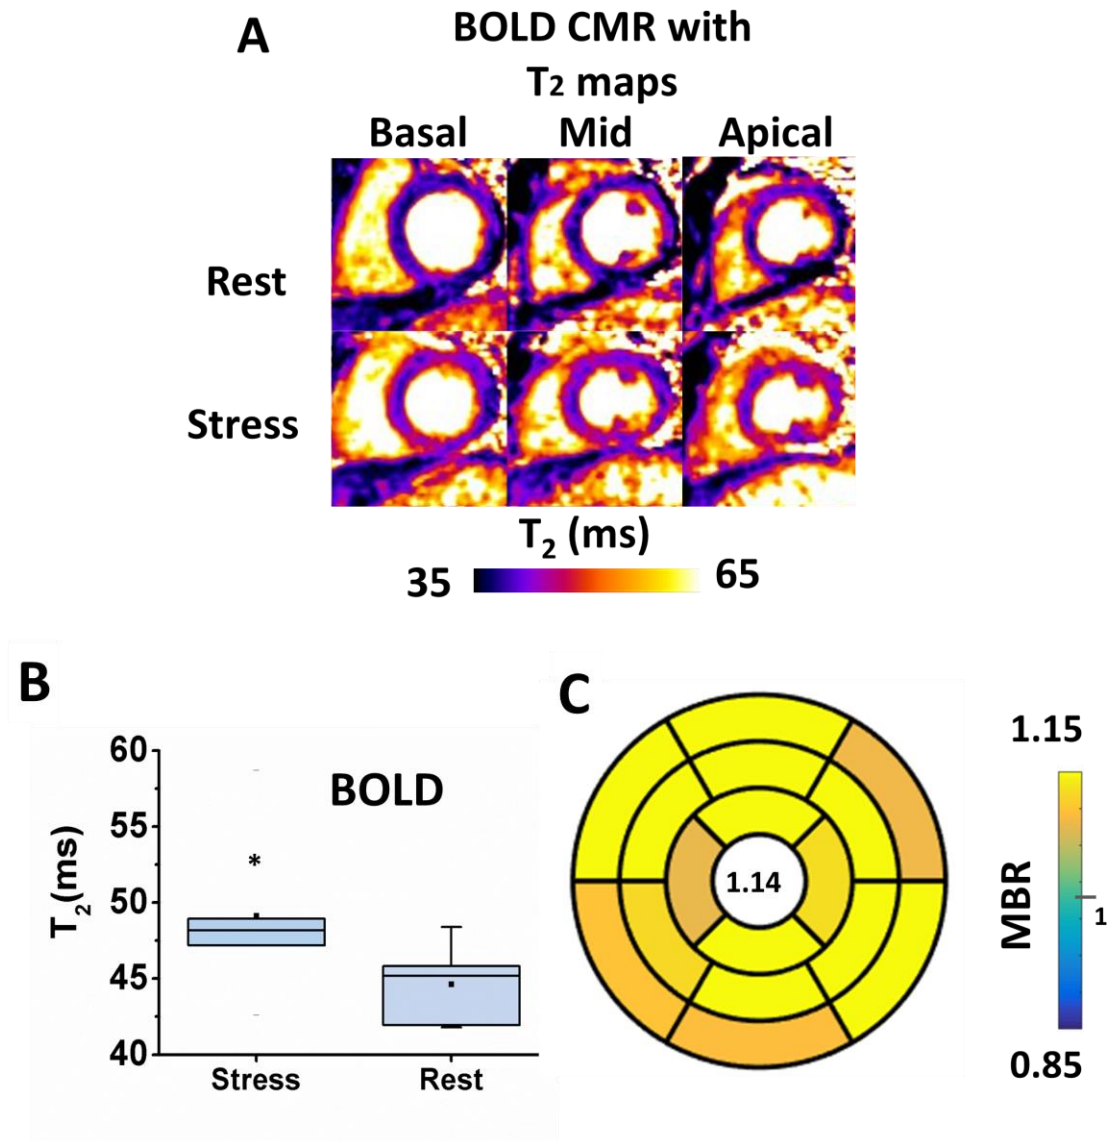 A
BOLD CMR with
T2 maps
Basal Mid Apical
Rest
Stress
T2 (ms)
35 65
B
BOLD
T2(ms)
60
55
50
45
40
*
Stress Rest
C
1.14
1.15
MBR
1
0.85